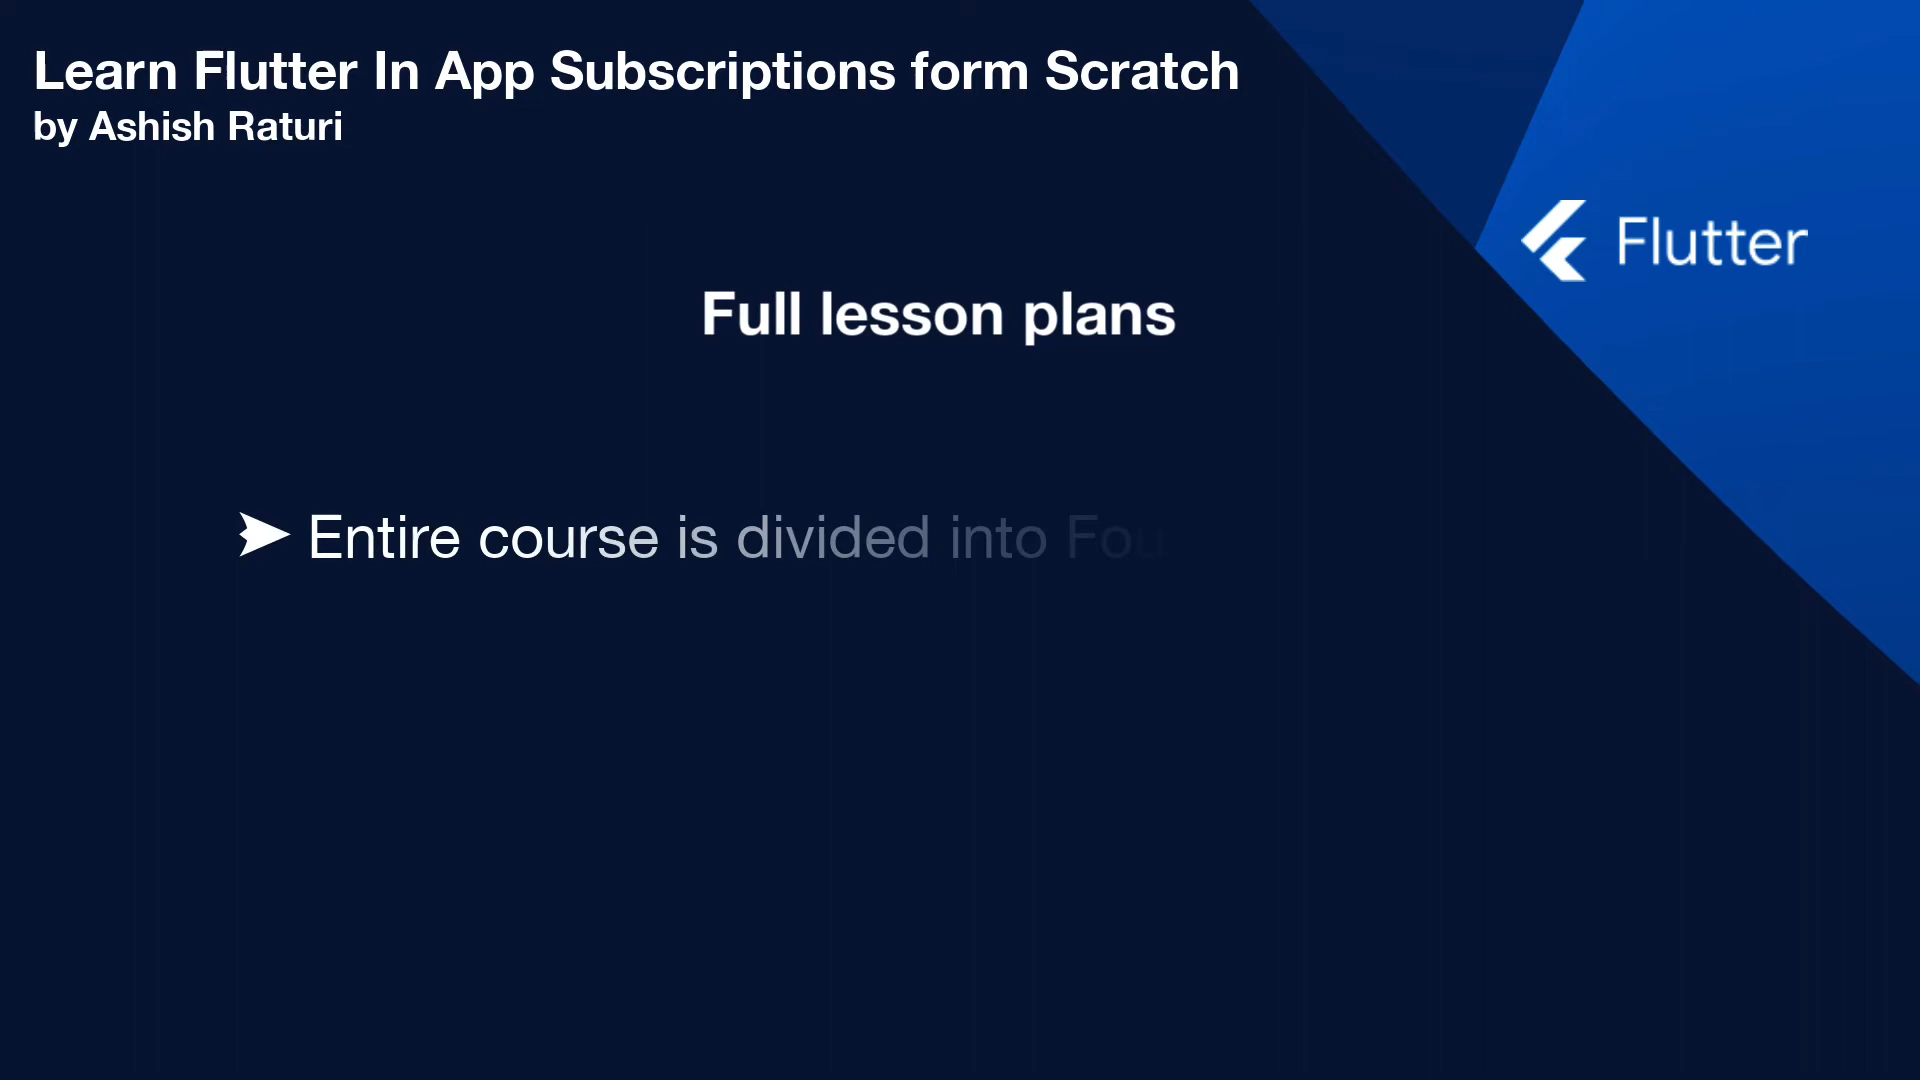 Learn Flutter In App Subscriptions form Scratch
by Ashish Raturi
Flutter
Full lesson plans
➤ Entire course is divided into